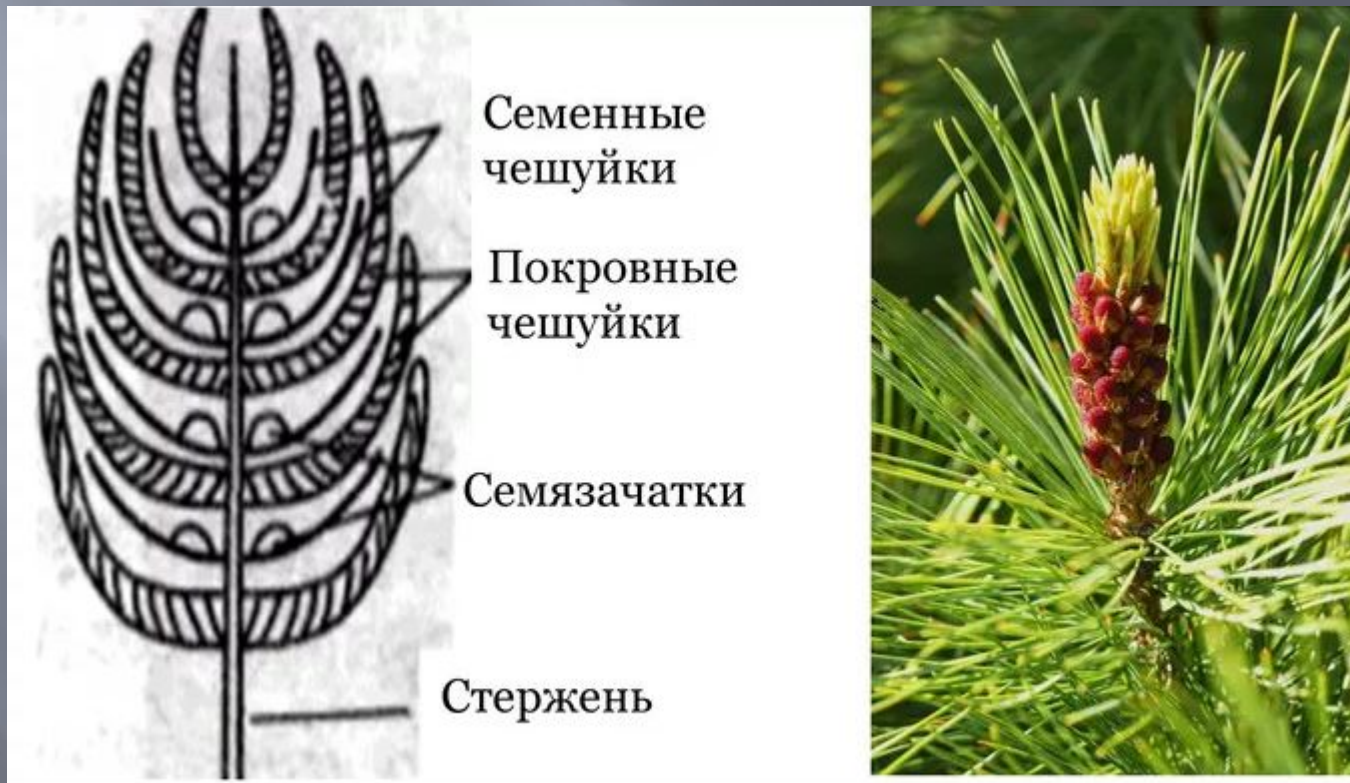 Семенные
чешуйки
Покровные
чешуйки
Семязачатки
Стержень